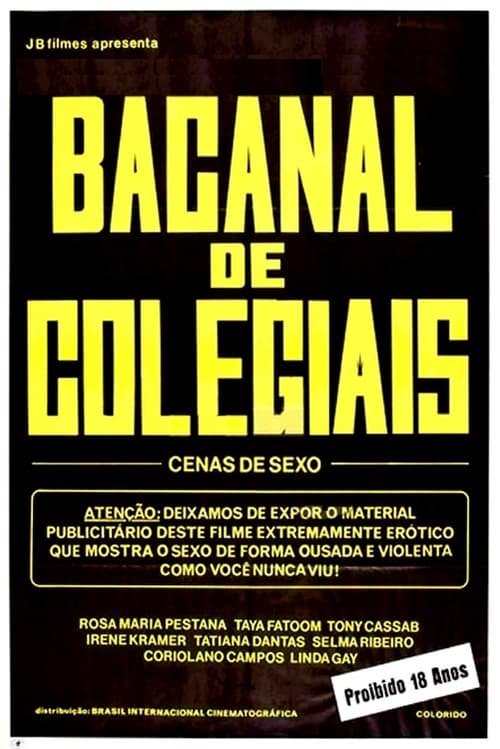 JB filmes apresenta
BACANAL
DE
COLEGIAIS
CENAS DE SEXO
ATENÇÃO: DEIXAMOS DE EXPOR O MATERIAL
PUBLICITÁRIO DESTE FILME EXTREMAMENTE ERÓTICO
QUE MOSTRA O SEXO DE FORMA OUSADA E VIOLENTA
COMO VOCÊ NUNCA VIU!
ROSA MARIA PESTANA TAYA FATOOM TONY CASSAB
IRENE KRAMER TATIANA DANTAS SELMA RIBEIRO
CORIOLANO CAMPOS LINDA GAY
Proibido 18 Anos
distribuição: BRASIL INTERNACIONAL CINEMATOGRÁFICA
COLORIDO